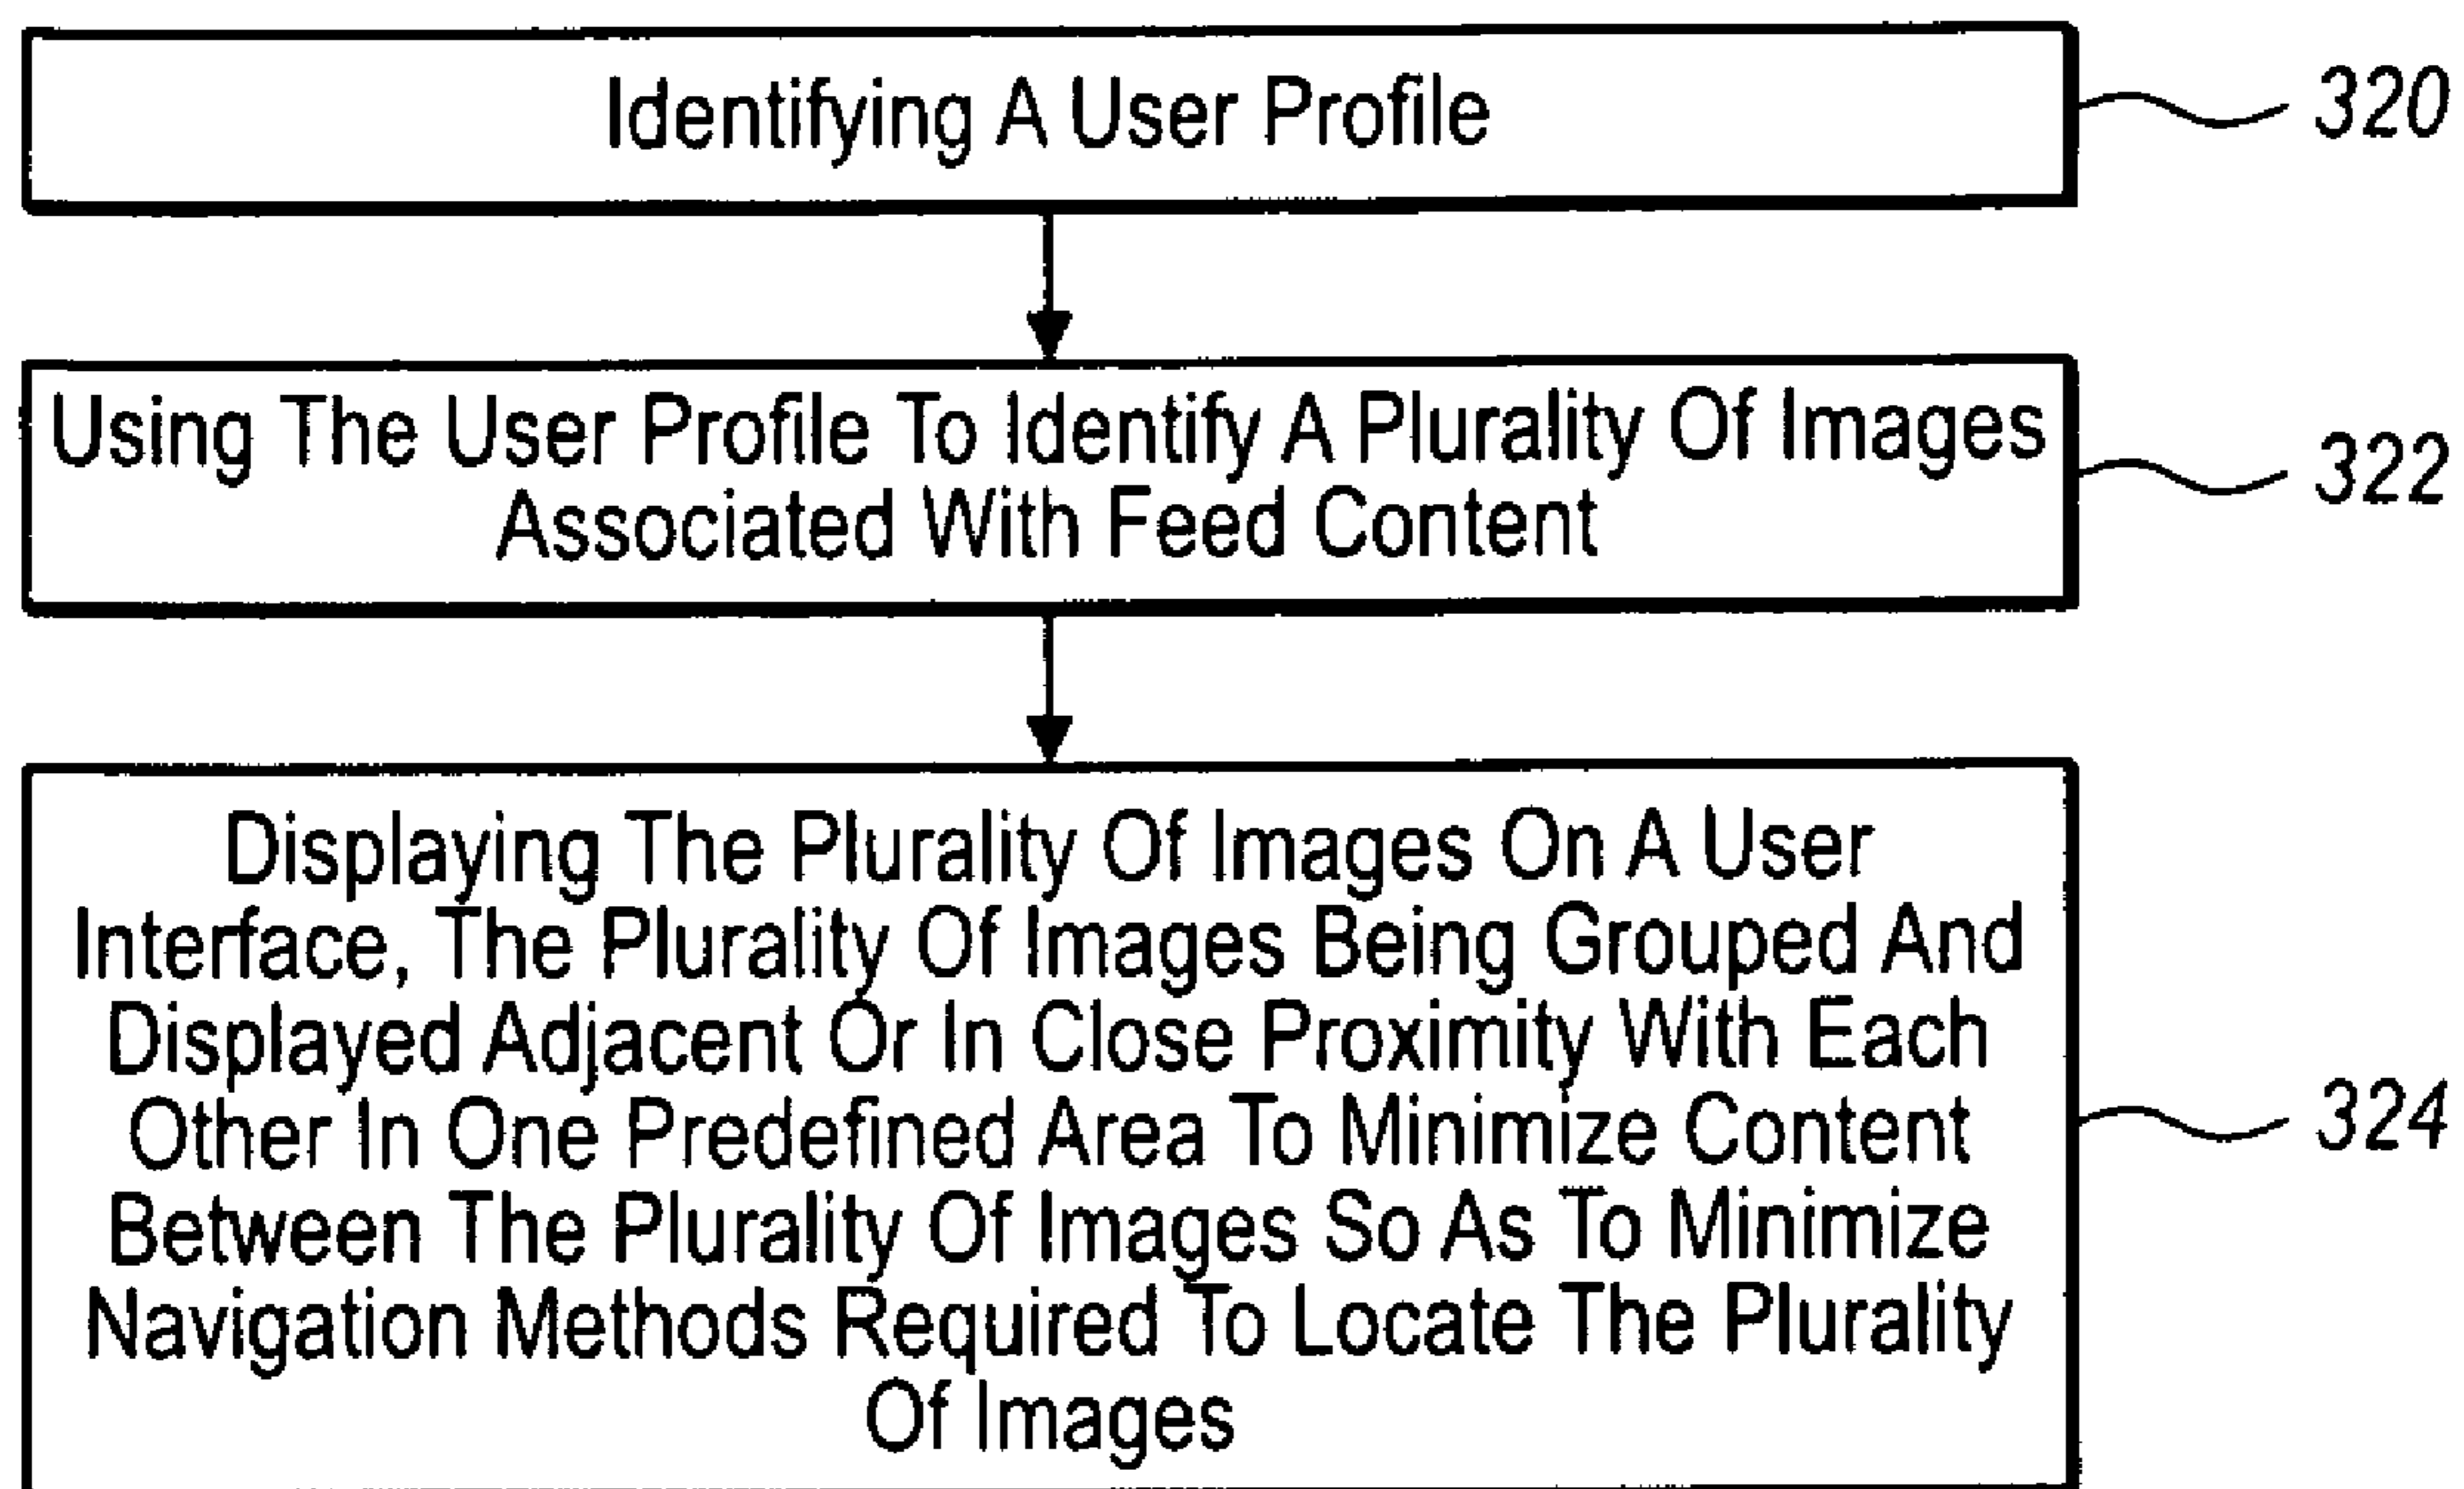 Identifying A User Profile
320
Using The User Profile To Identify A Plurality Of Images
Associated With Feed Content
322
Displaying The Plurality Of Images On A User
Interface, The Plurality Of Images Being Grouped And
Displayed Adjacent Or In Close Proximity With Each
Other In One Predefined Area To Minimize Content
Between The Plurality Of Images So As To Minimize
Navigation Methods Required To Locate The Plurality
Of Images
324